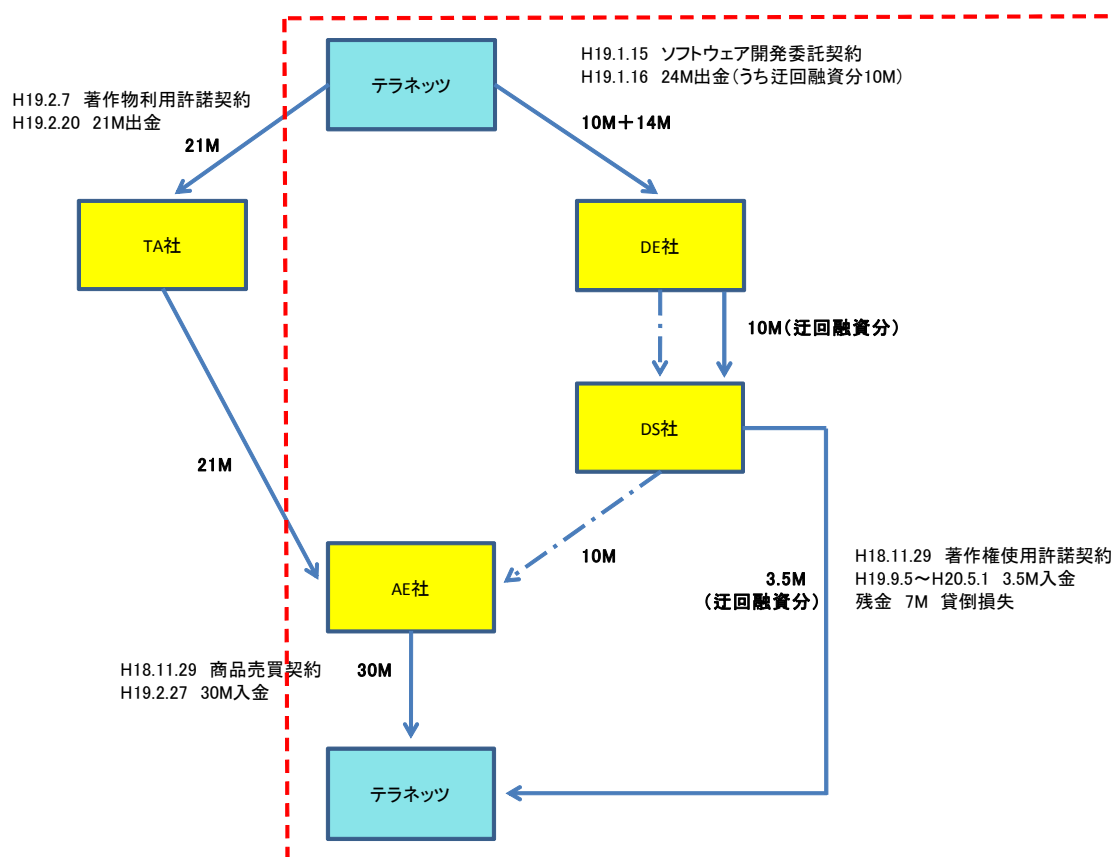 テラネッツ
H19.1.15 ソフトウェア開発委託契約
H19.1.16 24M出金(うち迂回融資分10M)
H19.2.7 著作物利用許諾契約
H19.2.20 21M出金
21M
10M+14M
TA社
DE社
10M(迂回融資分)
DS社
21M
10M
AE社
3.5M
(迂回融資分)
H18.11.29 著作権使用許諾契約
H19.9.5~H20.5.1 3.5M入金
残金 7M 貸倒損失
H18.11.29 商品売買契約
H19.2.27 30M入金
30M
テラネッツ